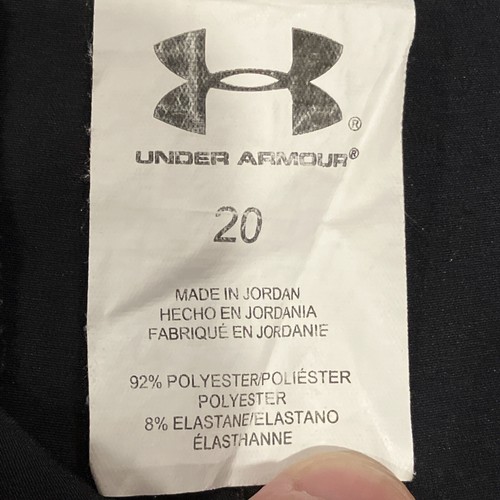 ®
UNDER ARMOUR®
20
MADE IN JORDAN
HECHO EN JORDANIA
FABRIQUÉ EN JORDANIE
92% POLYESTER/POLIÉSTER
POLYESTER
8% ELASTANE/ELASTANO
ÉLASTHANNE